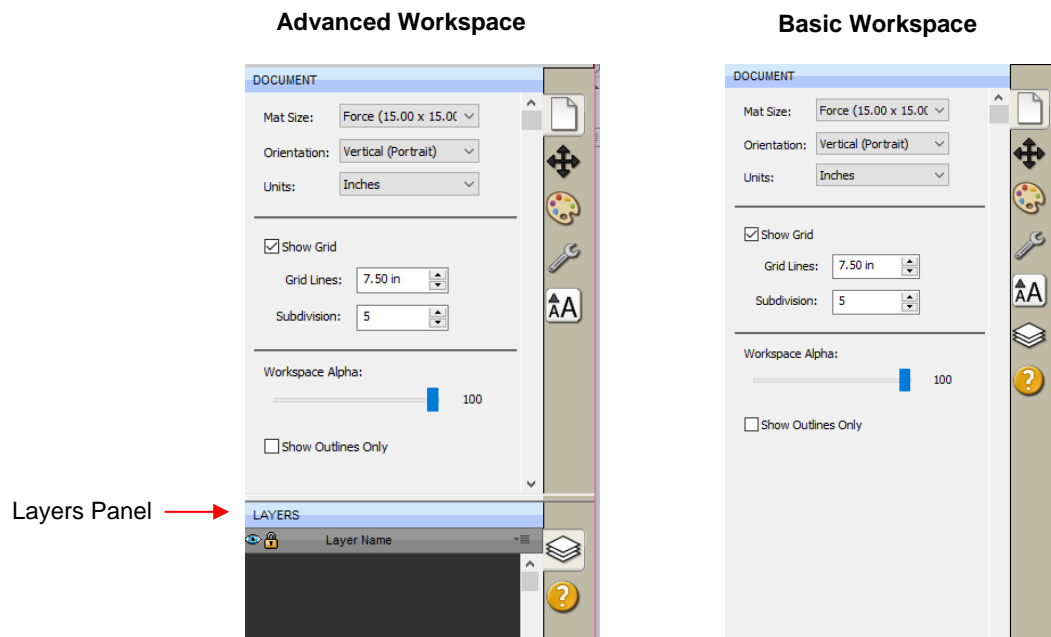 Advanced Workspace
DOCUMENT
Mat Size: Force (15.00 x 15.0(
Orientation: Vertical (Portrait)
Units: Inches
Show Grid
Grid Lines: 7.50 in
Subdivision: 5
AA
Workspace Alpha:
100
Show Outlines Only
Layers Panel
LAYERS
Layer Name
?
Basic Workspace
DOCUMENT
Mat Size: Force (15.00 x 15.0(
Orientation: Vertical (Portrait)
Units: Inches
Show Grid
Grid Lines: 7.50 in
Subdivision: 5
AA
Workspace Alpha:
100
?
Show Outlines Only